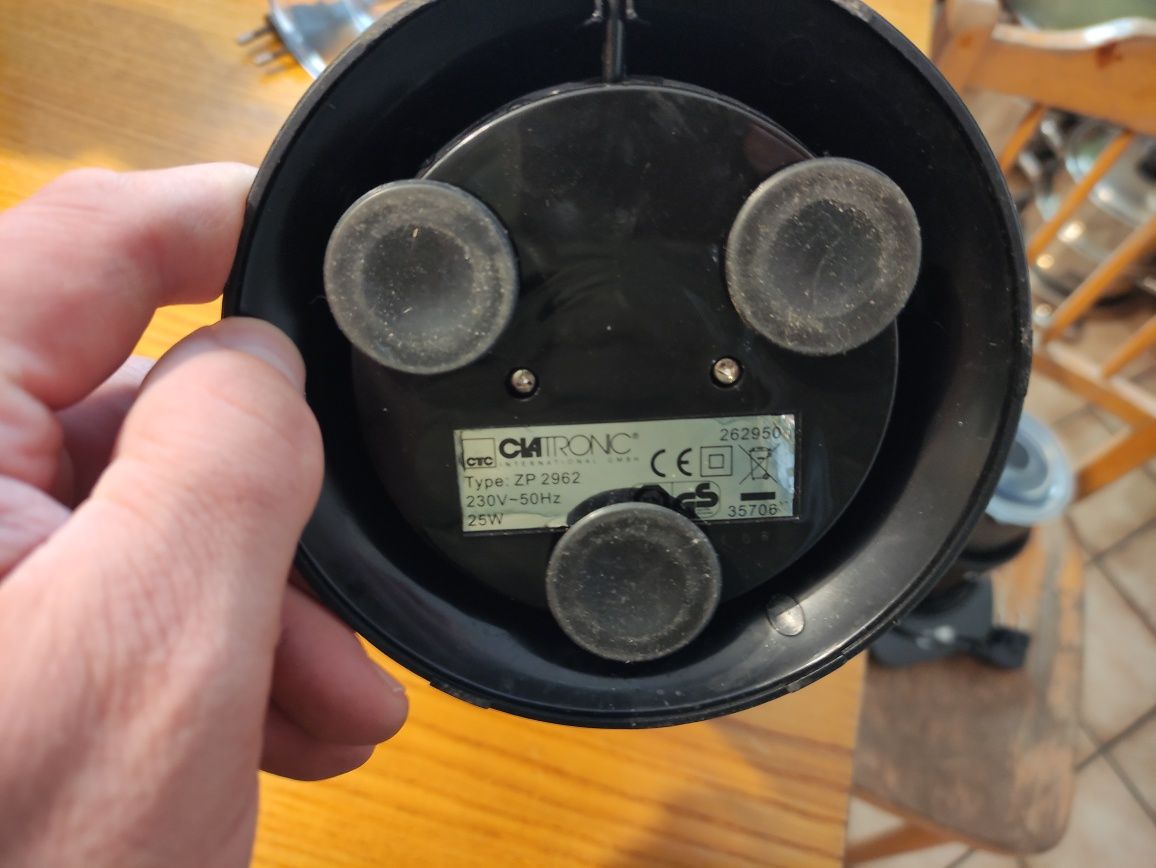 CTC CLATRONIC® 262950
INTERNATIONAL GMBH
CE
Type: ZP 2962
230V~50Hz
GS
25W
35706